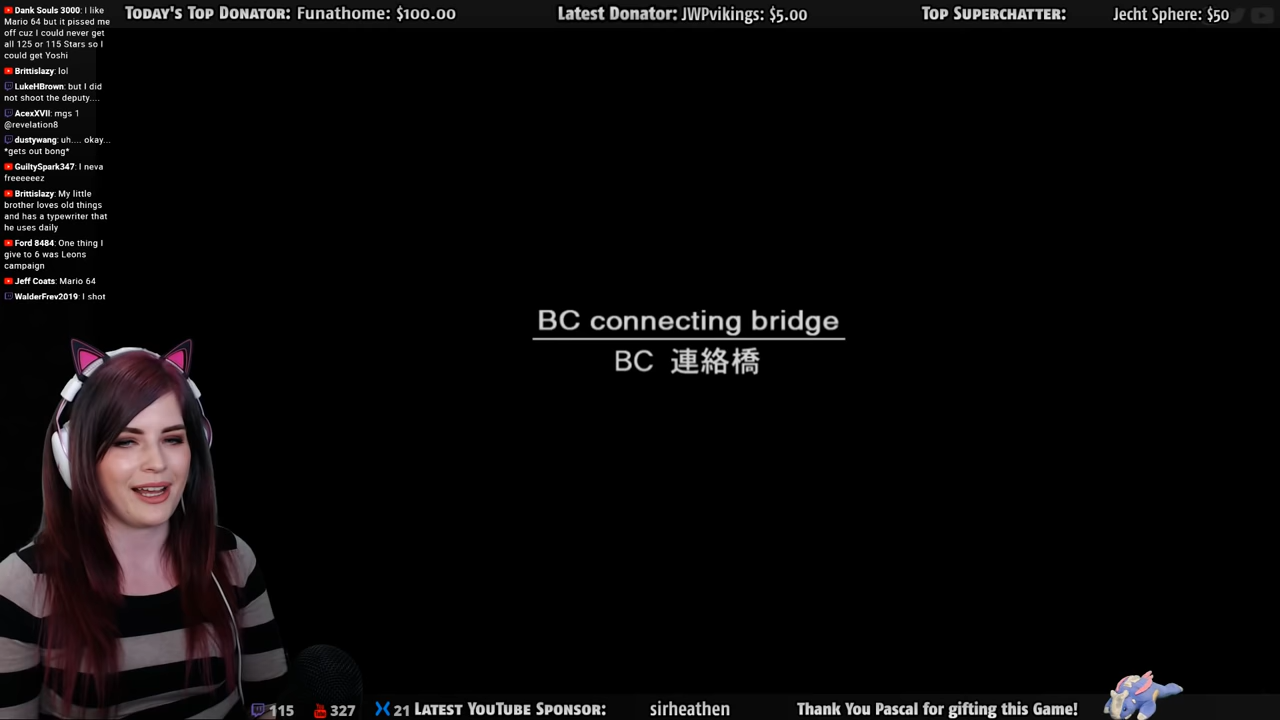 TODAY'S TOP DONATOR: Funathome: $100.00
Latest Donator: JWPvikings: $5.00
TOP SUPERCHATTER: Jecht Sphere: $50
Dank Souls 3000: I like
Mario 64 but it pissed me
off cuz I could never get
all 125 or 115 Stars so I
could get Yoshi
Brittislazy: lol
LukeHBrown: but I did
not shoot the deputy....
AcexXVII: mgs 1
@revelation8
dustywang: uh.... okay...
*gets out bong*
GuiltySpark347: I neva
freeeeeez
Brittislazy: My little
brother loves old things
and has a typewriter that
he uses daily
Ford 8484: One thing I
give to 6 was Leons
campaign
Jeff Coats: Mario 64
WalderFrey2019: I shot
BC connecting bridge
BC 連絡橋
115 327 21 LATEST YOUTUBE SPONSOR: sirheathen Thank You Pascal for gifting this Game!